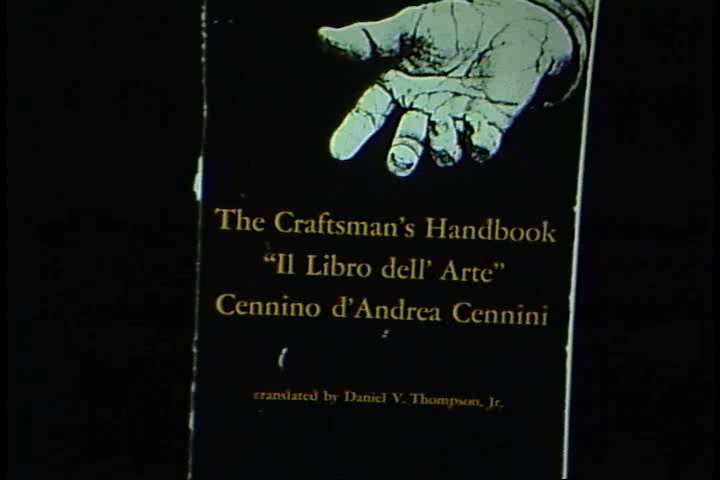 The Craftsman's Handbook
“Il Libro dell' Arte”
Cennino d'Andrea Cennini
translated by Daniel V. Thompson, Jr.